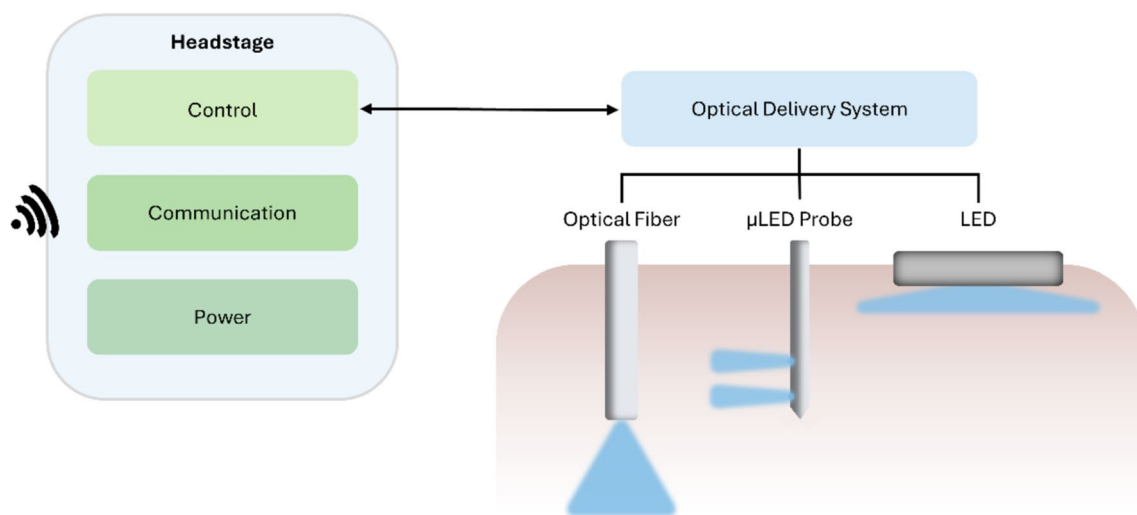 Headstage
Control
Communication
Power
Optical Delivery System
Optical Fiber
µLED Probe
LED